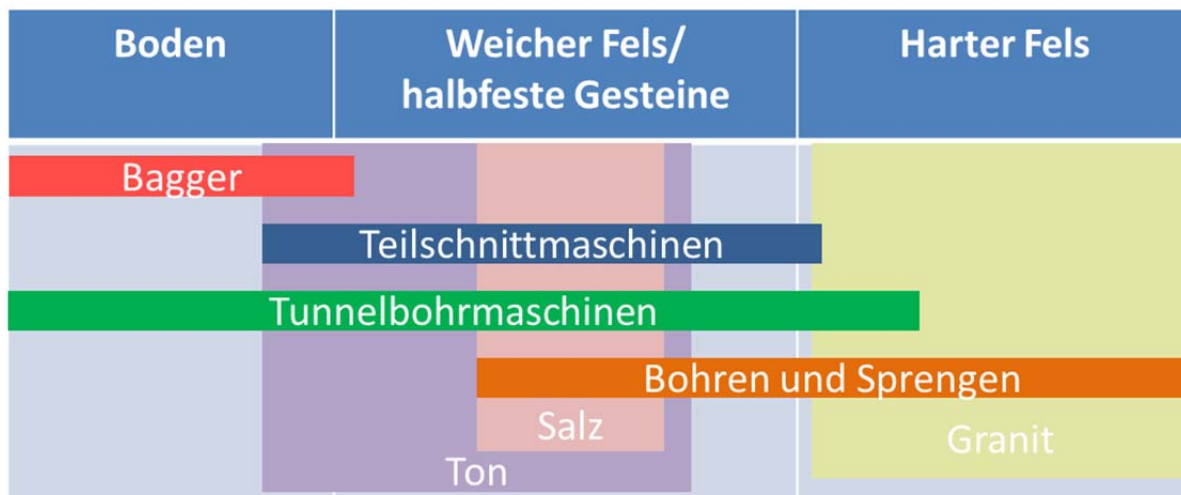 Boden
Weicher Fels/
halbfeste Gesteine
Harter Fels
Bagger
Teilschnittmaschinen
Tunnelbohrmaschinen
Bohren und Sprengen
Salz
Granit
Ton